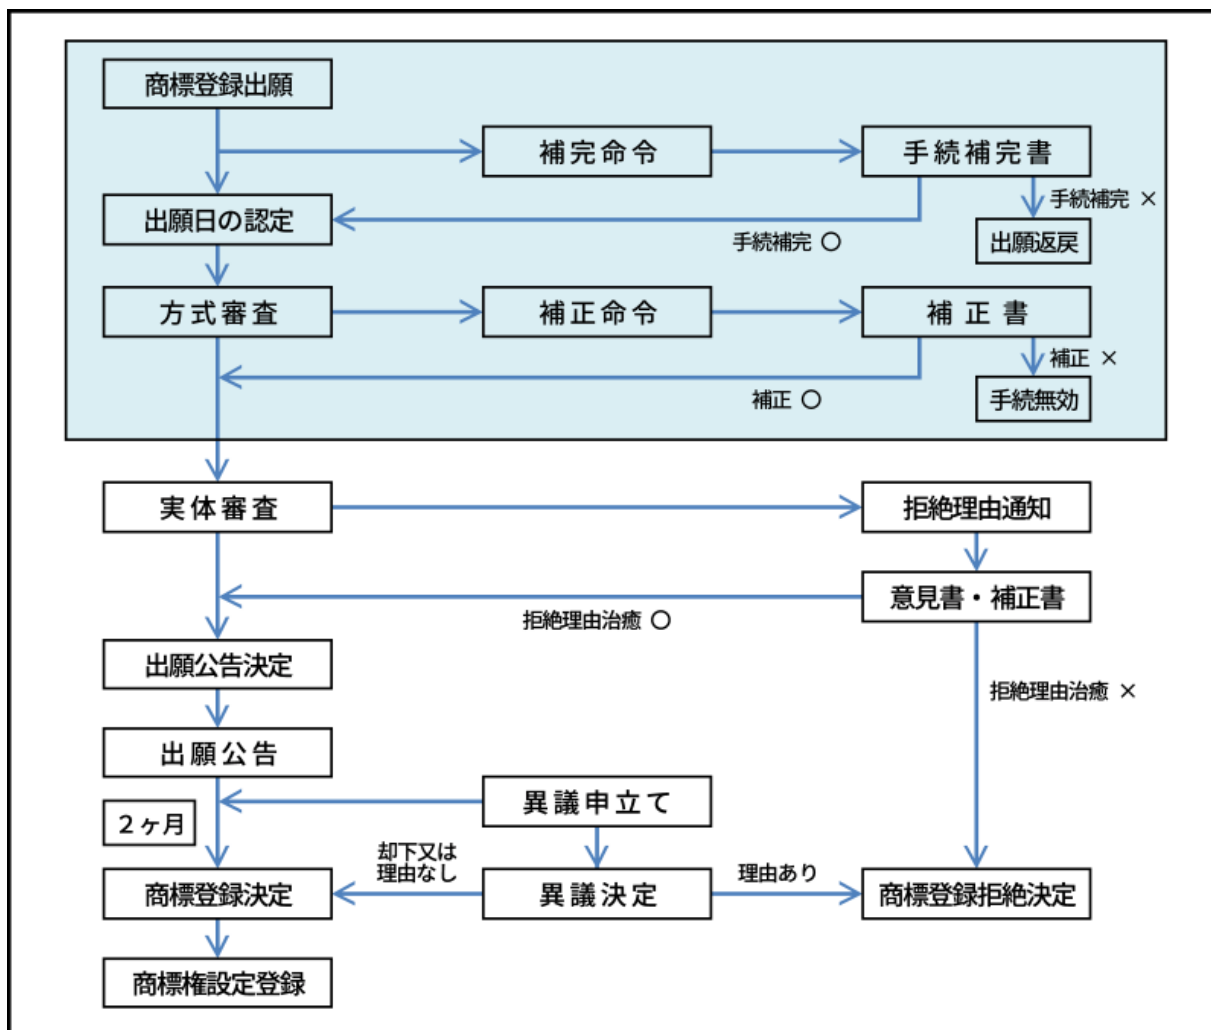 商標登録出願
補完命令
手続補完書
手続補完 ×
出願日の認定
手続補完 〇
出願返戻
方式審査
補正命令
補正書
補正 ×
補正 〇
手続無効
実体審査
拒絶理由通知
意見書・補正書
拒絶理由治癒 〇
出願公告決定
拒絶理由治癒 ×
出願公告
異議申立て
２ヶ月
却下又は
理由なし
理由あり
商標登録決定
異議決定
商標登録拒絶決定
商標権設定登録